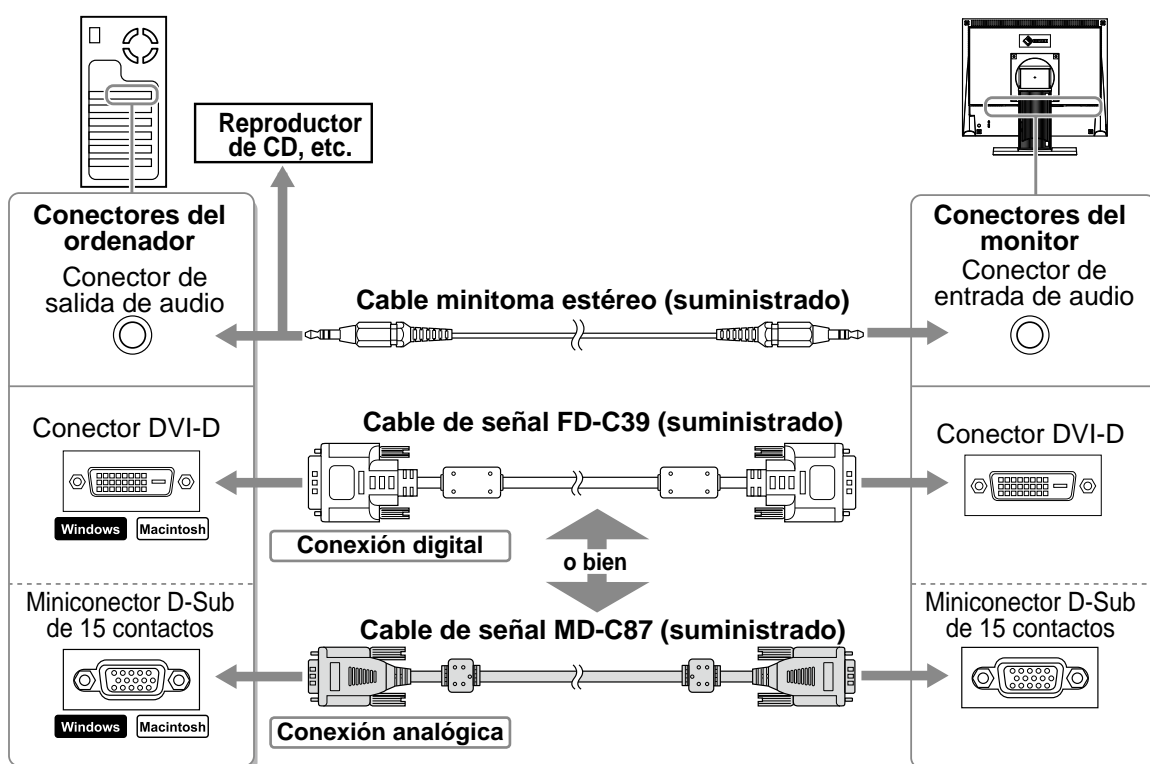 Reproductor
de CD, etc.
Conectores del
ordenador
Conector de
salida de audio
Conectores del
monitor
Conector de
entrada de audio
Cable minitoma estéreo (suministrado)
Conector DVI-D
Windows Macintosh
Cable de señal FD-C39 (suministrado)
Conexión digital
Conector DVI-D
o bien
Miniconector D-Sub
de 15 contactos
Windows Macintosh
Cable de señal MD-C87 (suministrado)
Conexión analógica
Miniconector D-Sub
de 15 contactos